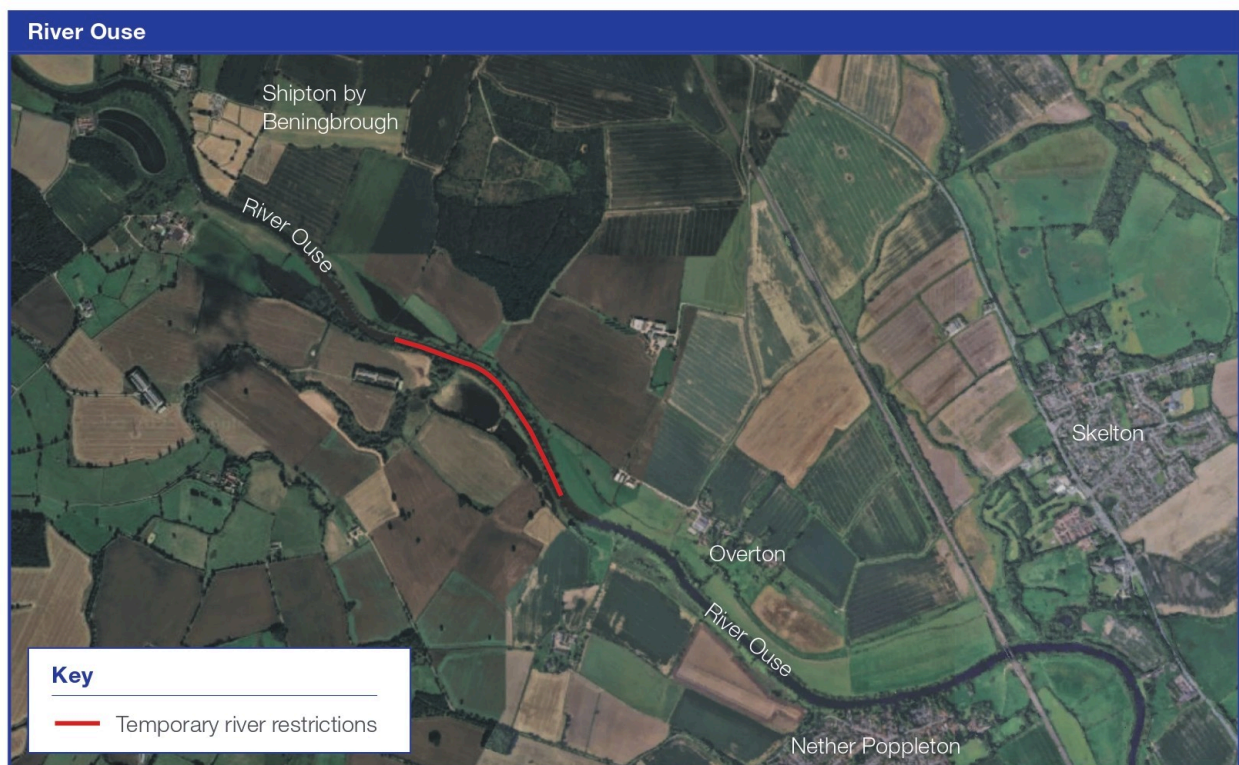 River Ouse
Shipton by
Beningbrough
River Ouse
Skelton
Overton
River Ouse
Nether Poppleton
Key
Temporary river restrictions